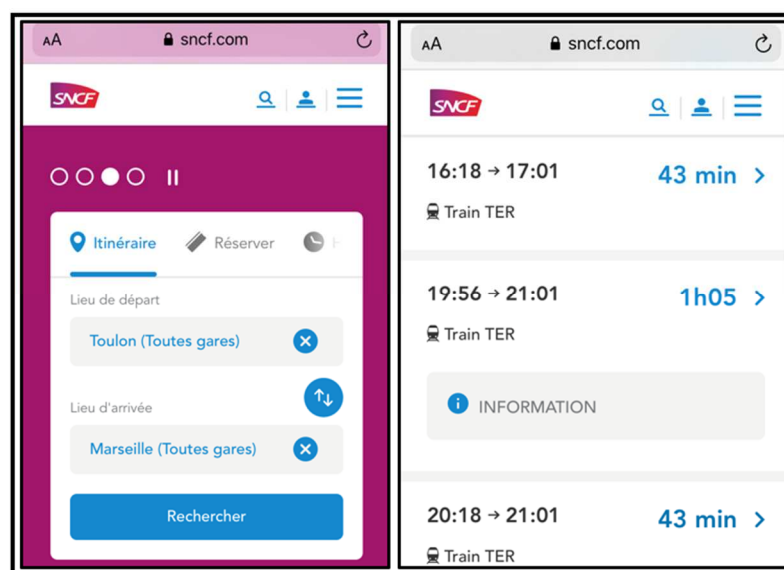 AA sncf.com
SNCF
Itinéraire Réserver
Lieu de départ
Toulon (Toutes gares)
Lieu d'arrivée
Marseille (Toutes gares)
Rechercher
AA sncf.com
SNCF
16:18 → 17:01 43 min >
Train TER
19:56 → 21:01 1h05 >
Train TER
INFORMATION
20:18 → 21:01 43 min >
Train TER